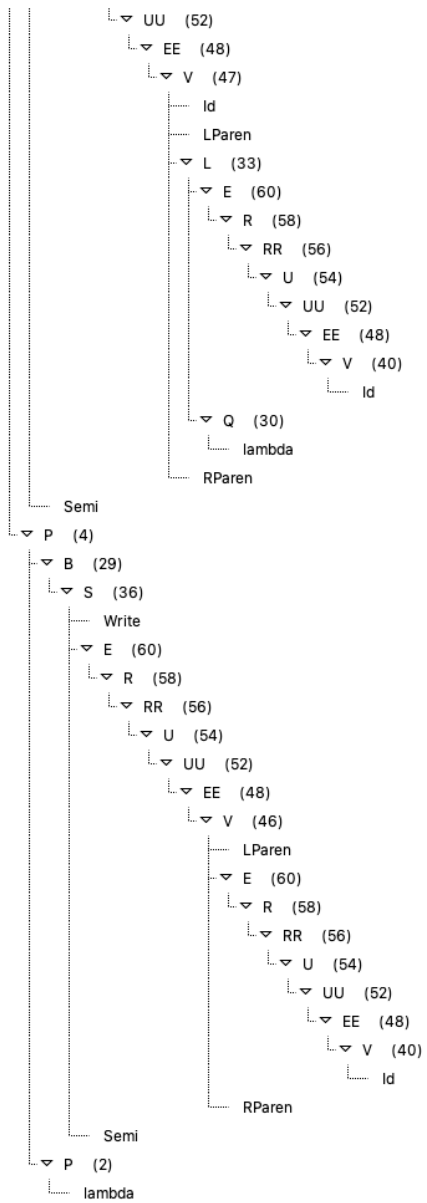 UU (52)
EE (48)
V (47)
Id
LParen
L (33)
E (60)
R (58)
RR (56)
U (54)
UU (52)
EE (48)
V (40)
Id
Q (30)
lambda
RParen
Semi
P (4)
B (29)
S (36)
Write
E (60)
R (58)
RR (56)
U (54)
UU (52)
EE (48)
V (46)
LParen
E (60)
R (58)
RR (56)
U (54)
UU (52)
EE (48)
V (40)
Id
RParen
Semi
P (2)
lambda